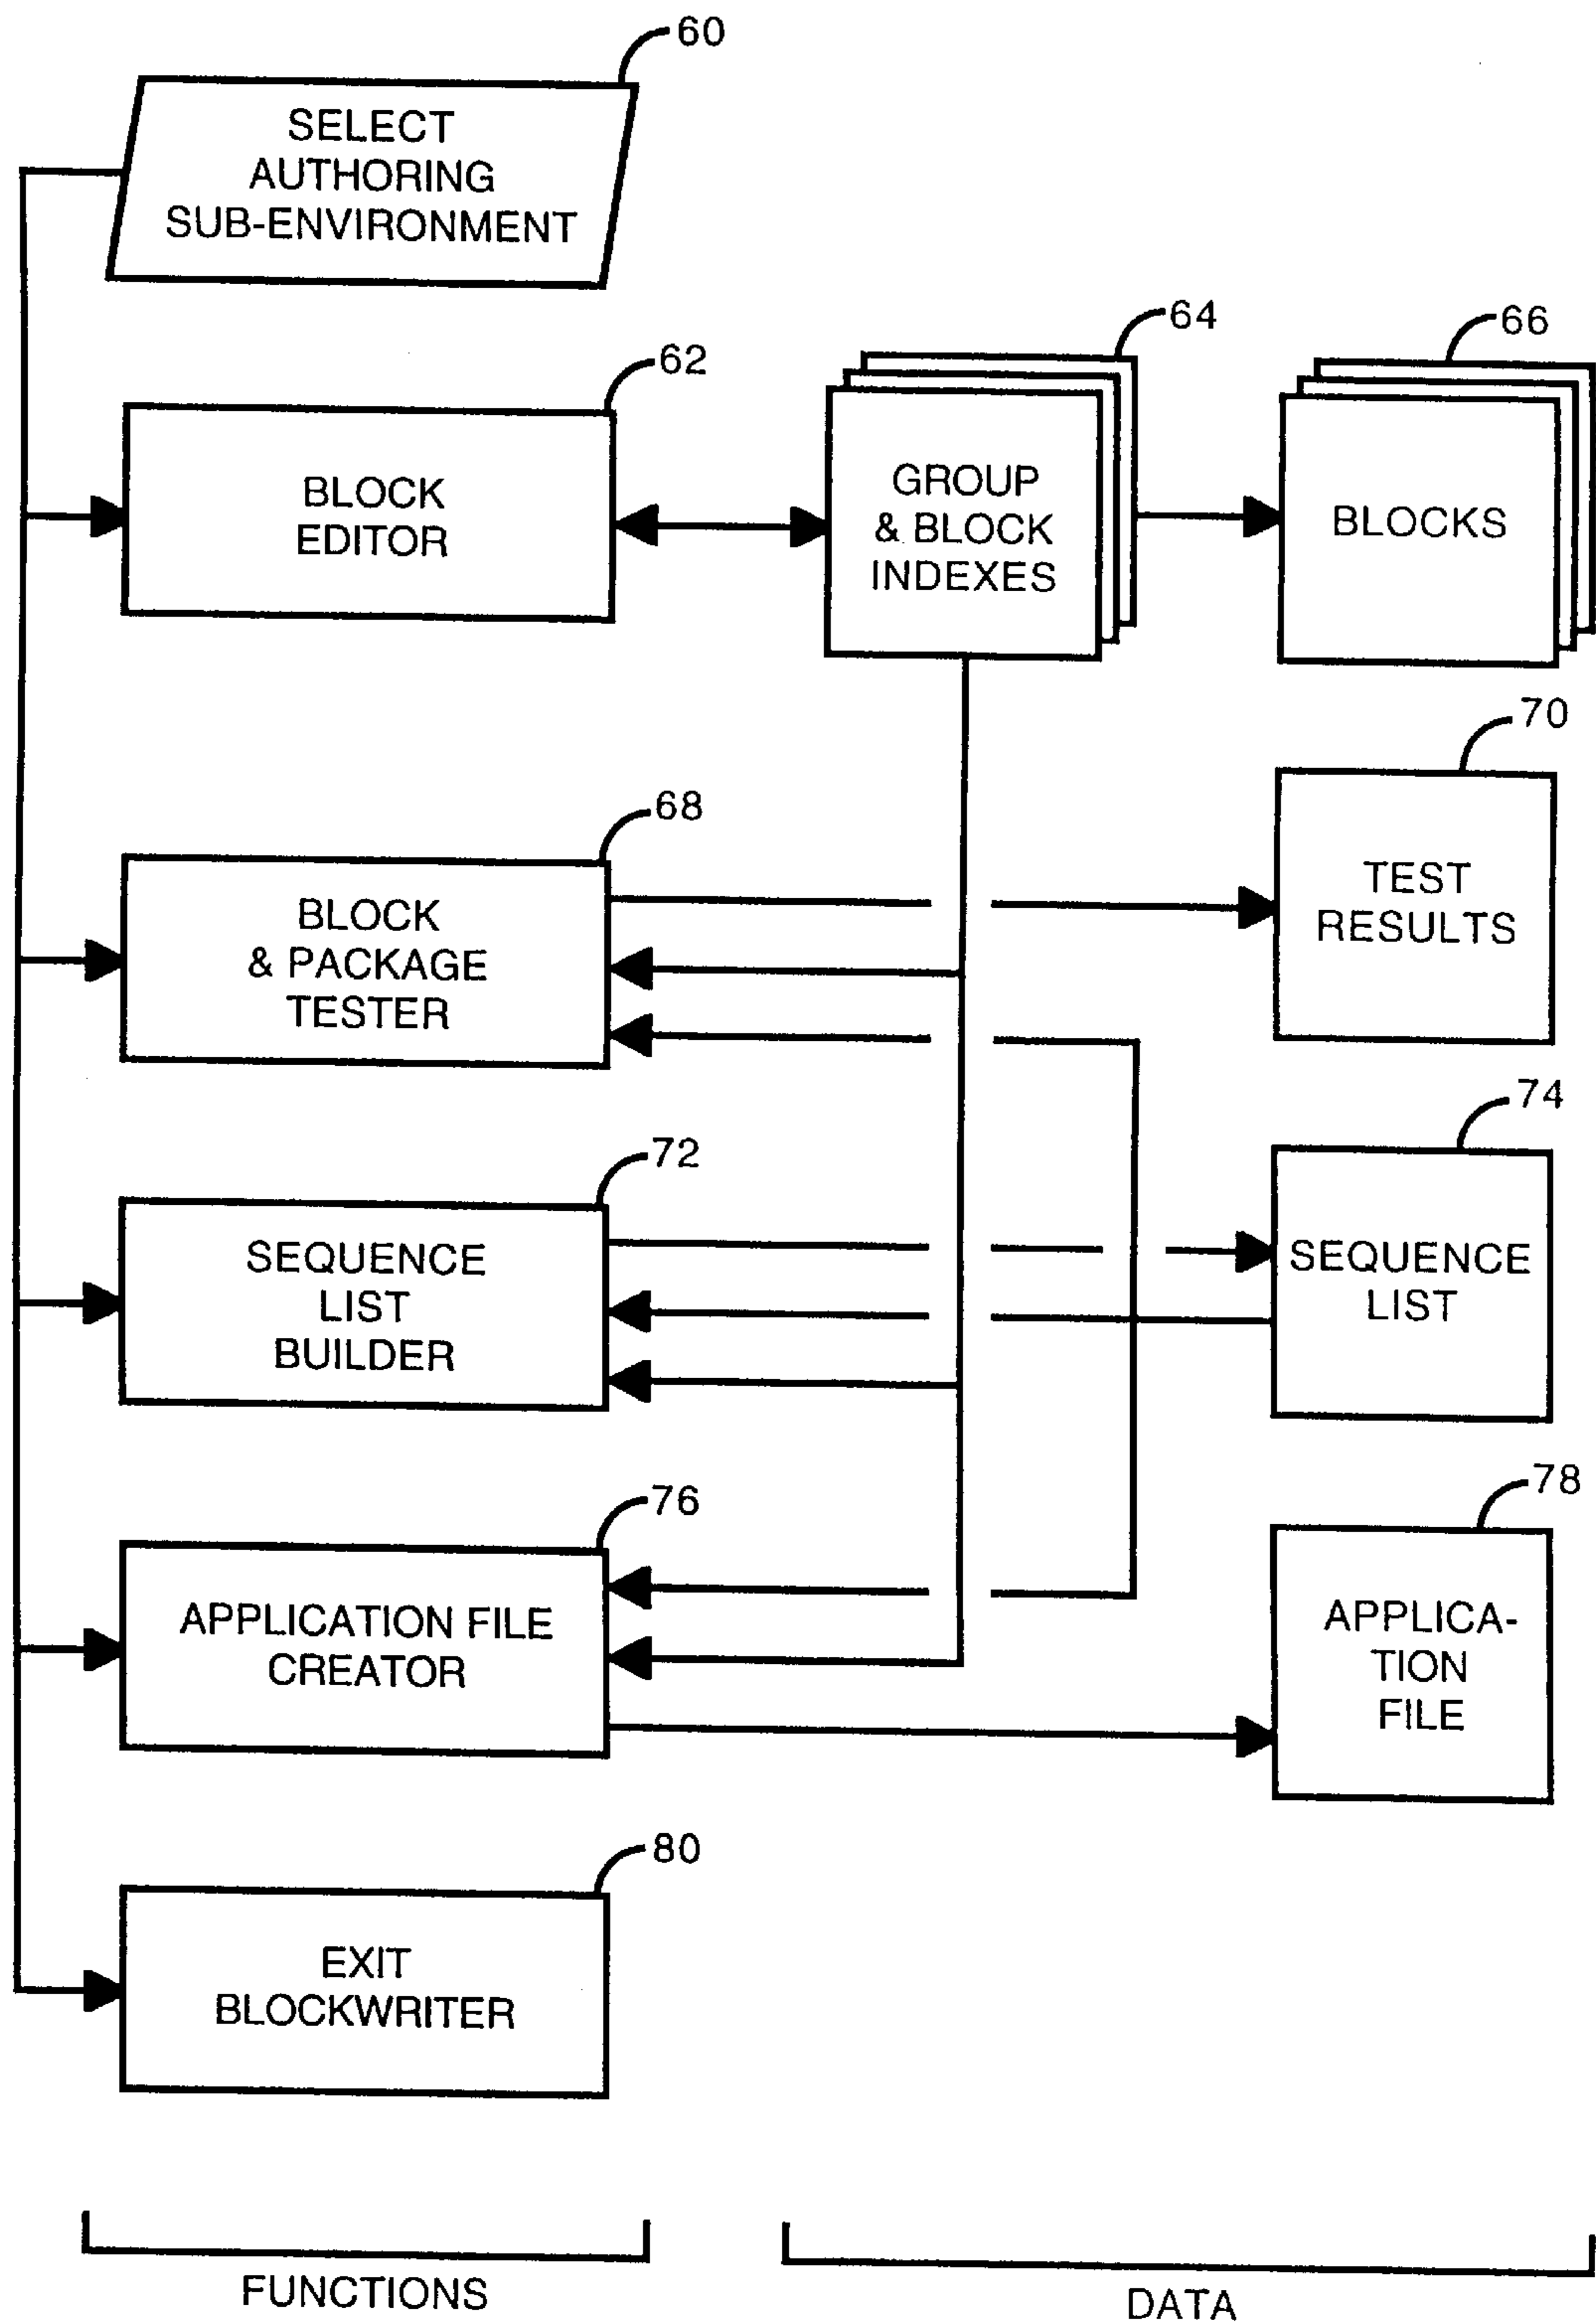 60
SELECT
AUTHORING
SUB-ENVIRONMENT
62
BLOCK
EDITOR
64
GROUP
& BLOCK
INDEXES
66
BLOCKS
68
BLOCK
& PACKAGE
TESTER
70
TEST
RESULTS
72
SEQUENCE
LIST
BUILDER
74
SEQUENCE
LIST
76
APPLICATION FILE
CREATOR
78
APPLICA-
TION
FILE
80
EXIT
BLOCKWRITER
FUNCTIONS
DATA